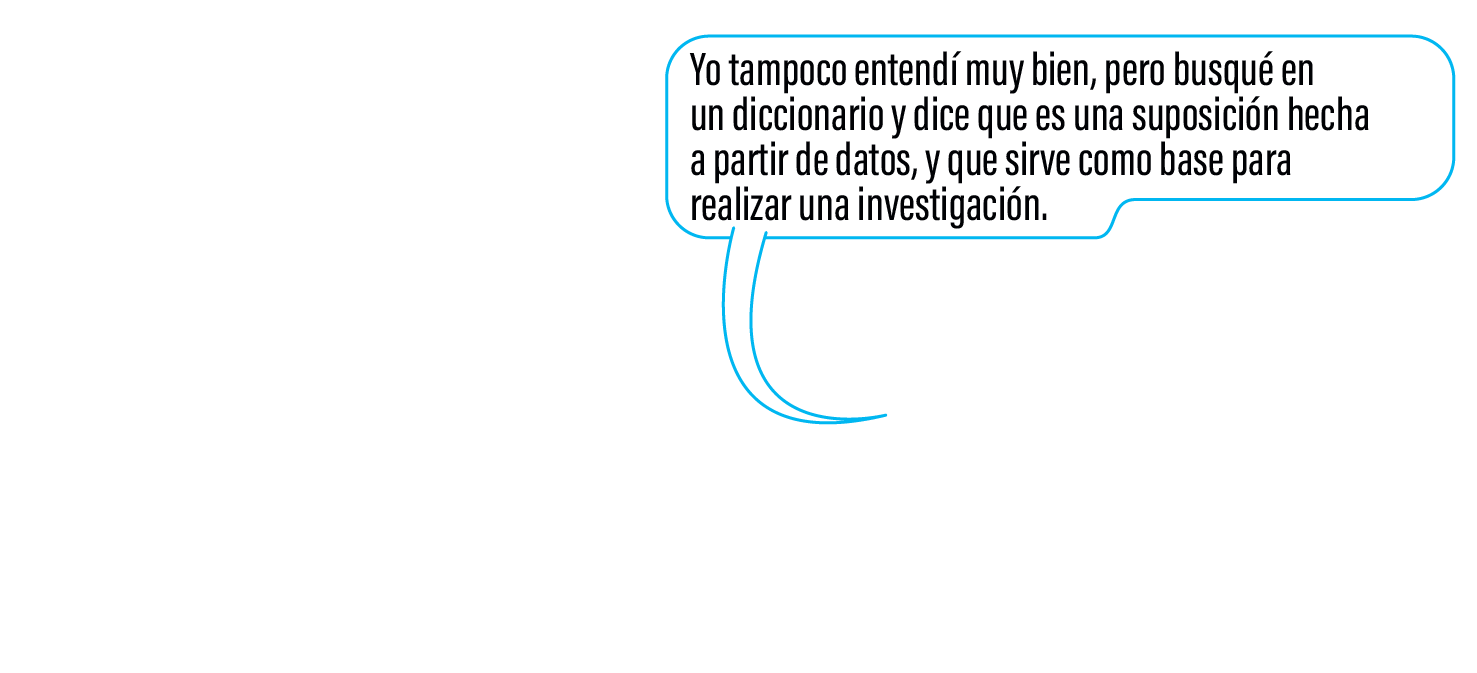 Yo tampoco entendí muy bien, pero busqué en
un diccionario y dice que es una suposición hecha
a partir de datos, y que sirve como base para
realizar una investigación.